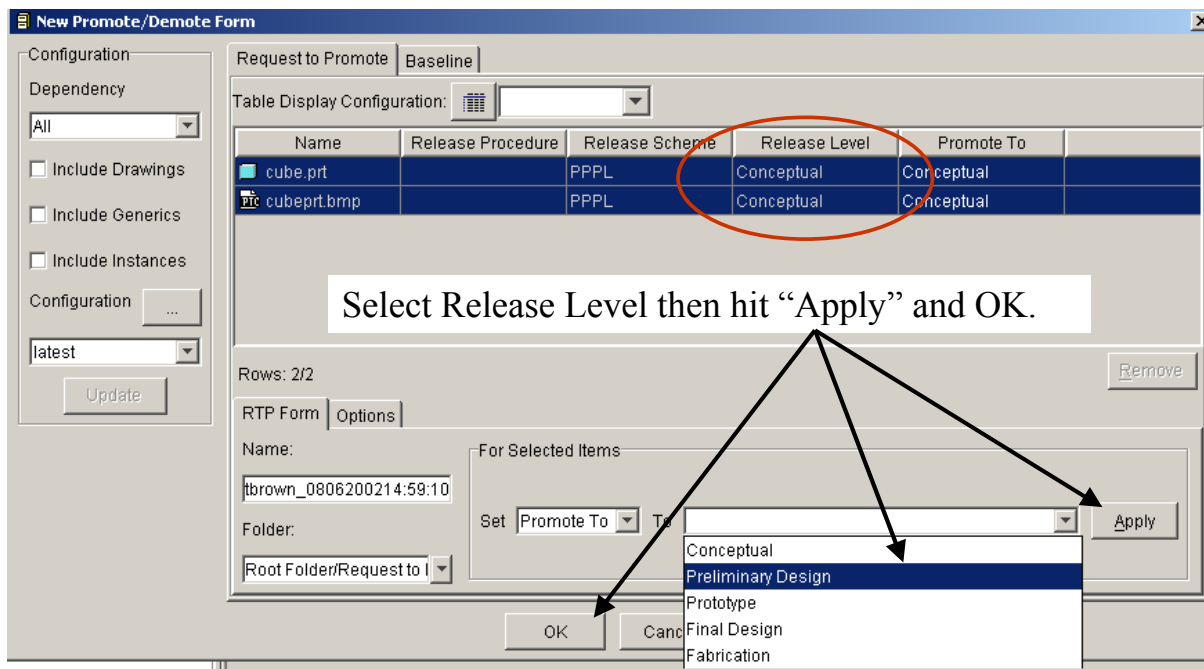 New Promote/Demote Form
Configuration
Dependency
All
Include Drawings
Include Generics
Include Instances
Configuration ...
latest
Update
Request to Promote Baseline
Table Display Configuration:
Name Release Procedure Release Scheme Release Level Promote To
cube.prt PPPL Conceptual Conceptual
PTC cubeprt.bmp PPPL Conceptual Conceptual
Select Release Level then hit “Apply” and OK.
Rows: 2/2
Remove
RTP Form Options
Name:
tbrown_0806200214:59:10
Folder:
Root Folder/Request to
For Selected Items
Set Promote To To Apply
Conceptual
Preliminary Design
Prototype
Final Design
Fabrication
OK Canc